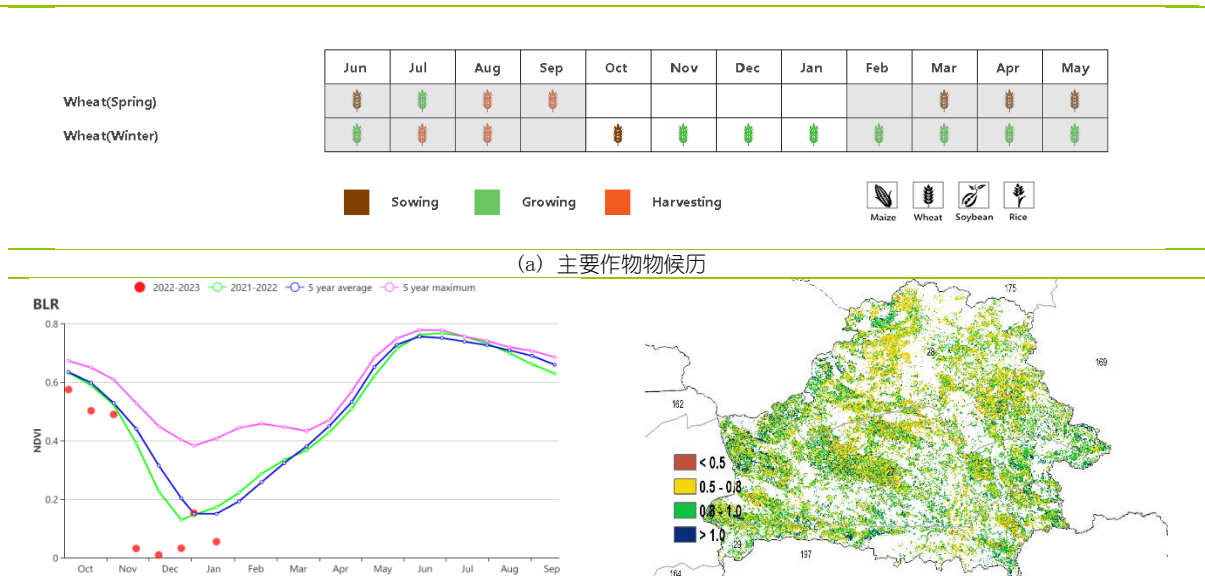 Jun Jul Aug Sep Oct Nov Dec Jan Feb Mar Apr May
Wheat(Spring)
Wheat(Winter)
Sowing Growing Harvesting
Maize Wheat Soybean Rice
(a) 主要作物物候历
2022-2023 2021-2022 5 year average 5 year maximum
BLR
NDVI
0.8
0.6
0.4
0.2
0
Oct Nov Dec Jan Feb Mar Apr May Jun Jul Aug Sep
175
28
169
162
< 0.5
0.5 - 0.8
0.8 - 1.0
> 1.0
29
197
164